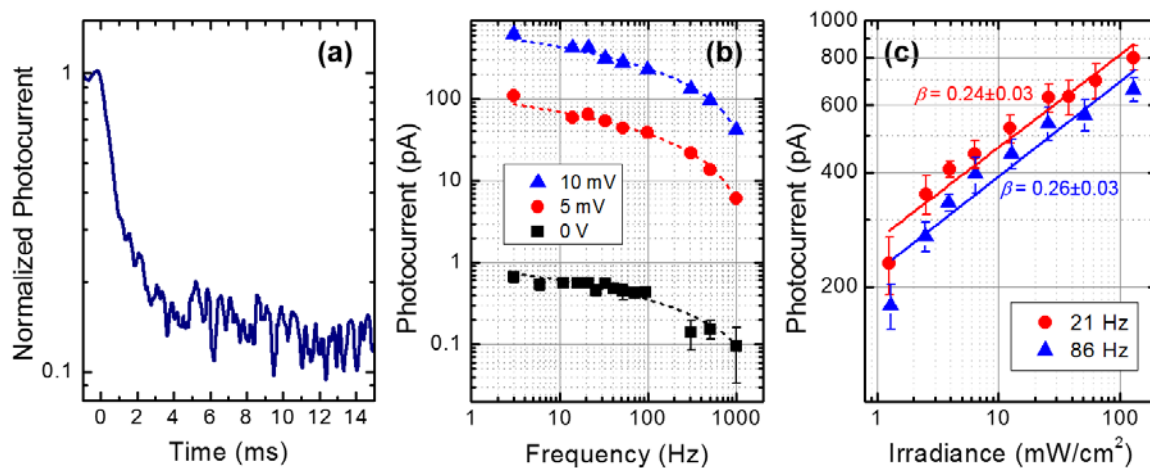 (a)
Normalized Photocurrent
1
0.1
0 2 4 6 8 10 12 14
Time (ms)
(b)
Photocurrent (pA)
100
10
1
0.1
10 mV
5 mV
0 V
1 10 100 1000
Frequency (Hz)
(c)
Photocurrent (pA)
1000
800
600
400
200
β = 0.24±0.03
β = 0.26±0.03
21 Hz
86 Hz
1 10 100
Irradiance (mW/cm²)